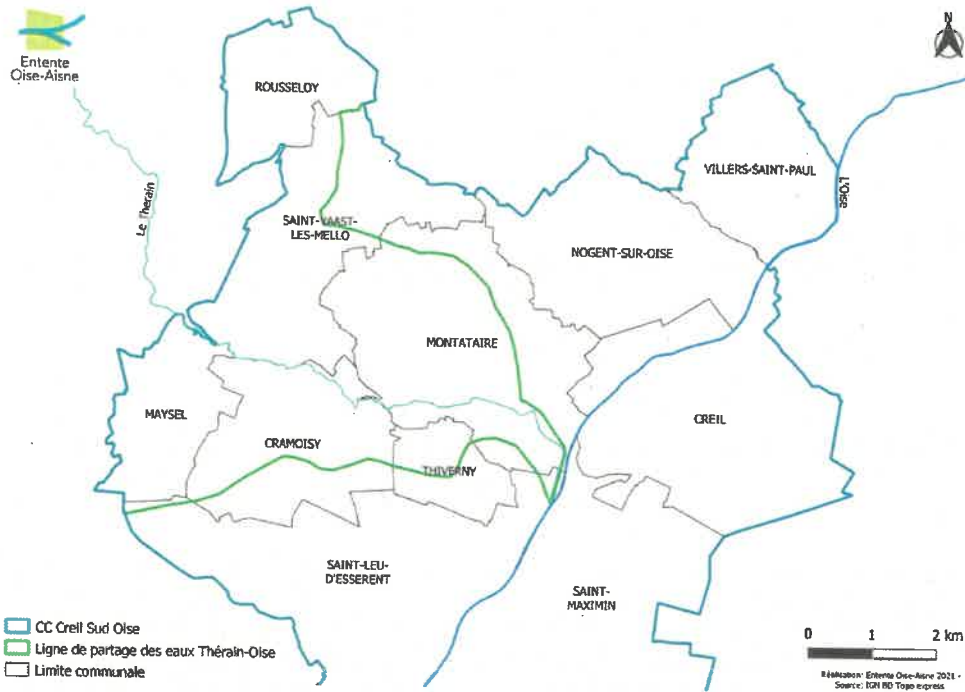 Entente
Oise-Aisne
N
ROUSSELOY
VILLERS-SAINT-PAUL
L'Oise
Le Thérain
SAINT-VAAST-
LES-MELLO
NOGENT-SUR-OISE
MONTATAIRE
MAYSEL
CREIL
CRAMOISY
THIVERNY
SAINT-LEU-
D'ESSERENT
SAINT-
MAXIMIN
CC Creil Sud Oise
Ligne de partage des eaux Thérain-Oise
Limite communale
0 1 2 km
Réalisation: Entente Oise-Aisne 2021 -
Source: IGN BD Topo express